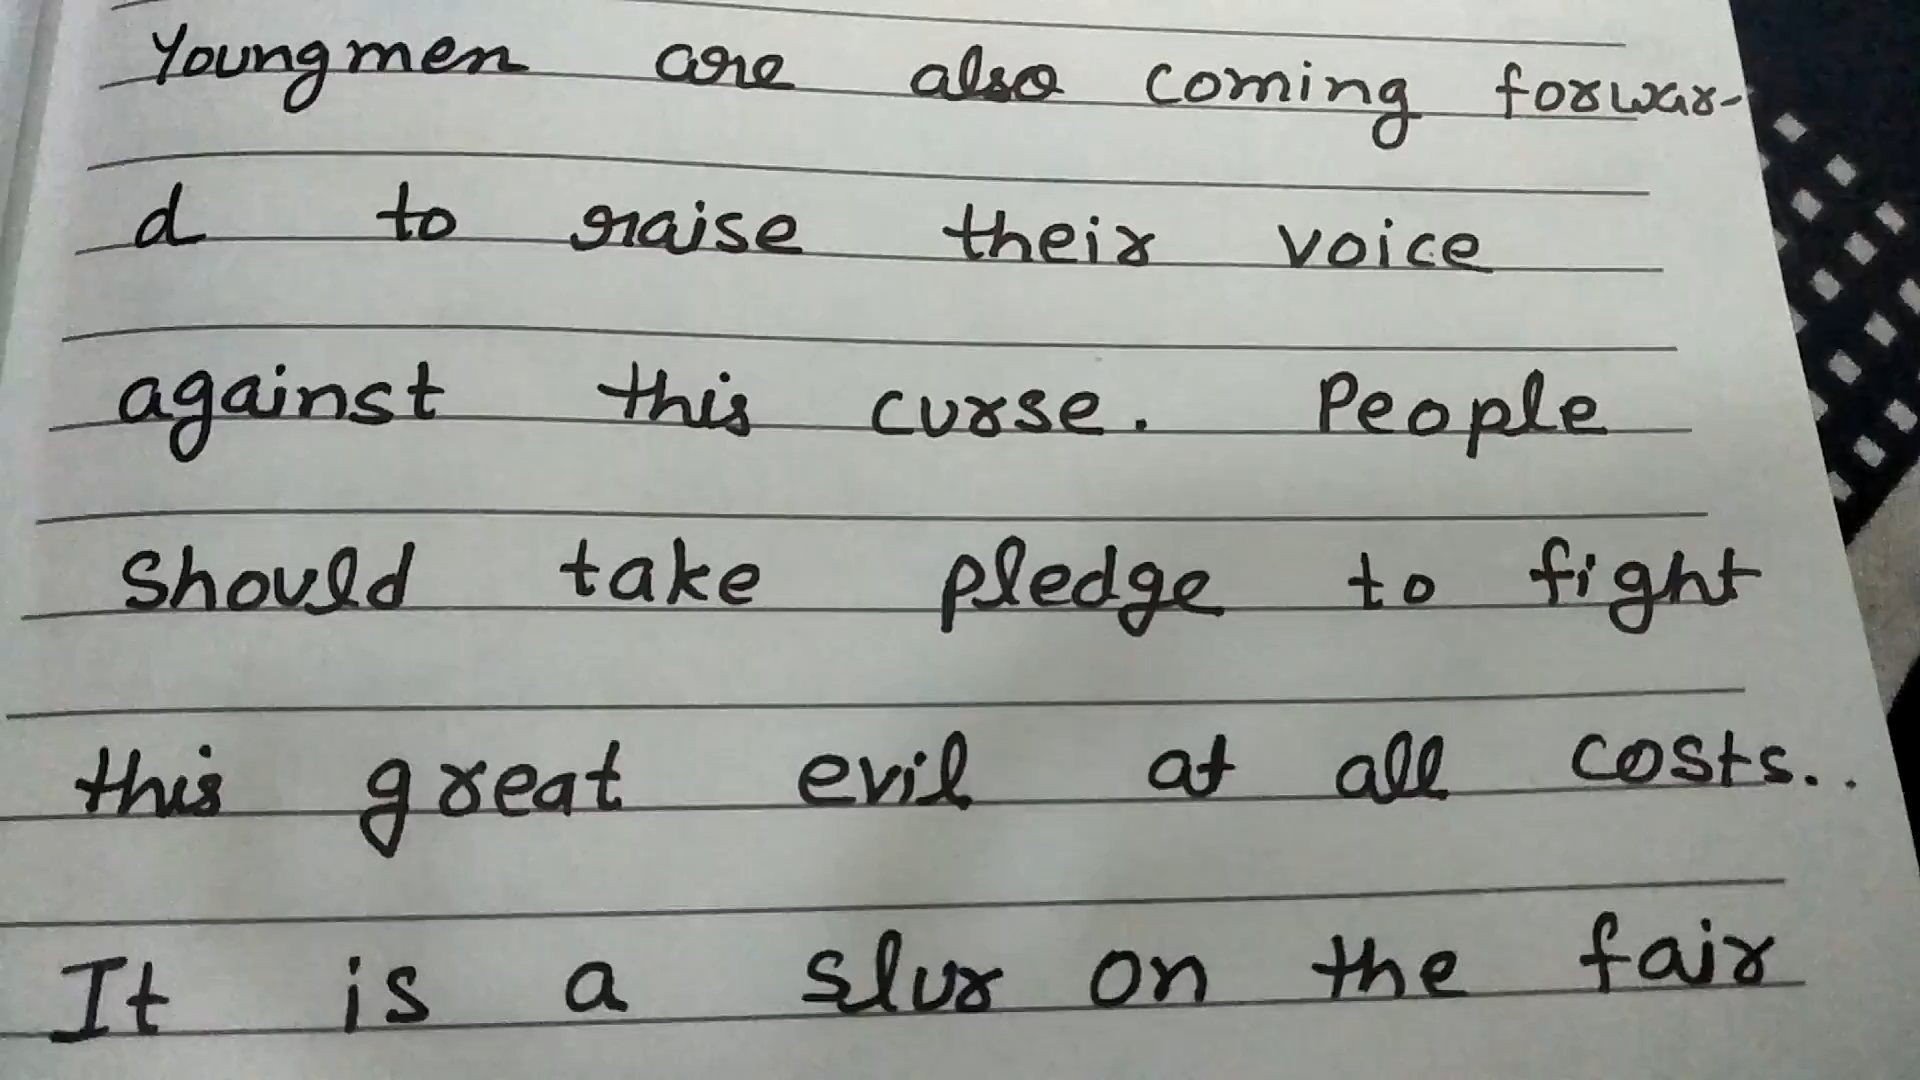 Youngmen are also coming forwar-
d to raise their voice
against this curse. People
should take pledge to fight
this great evil at all costs..
It is a slur on the fair